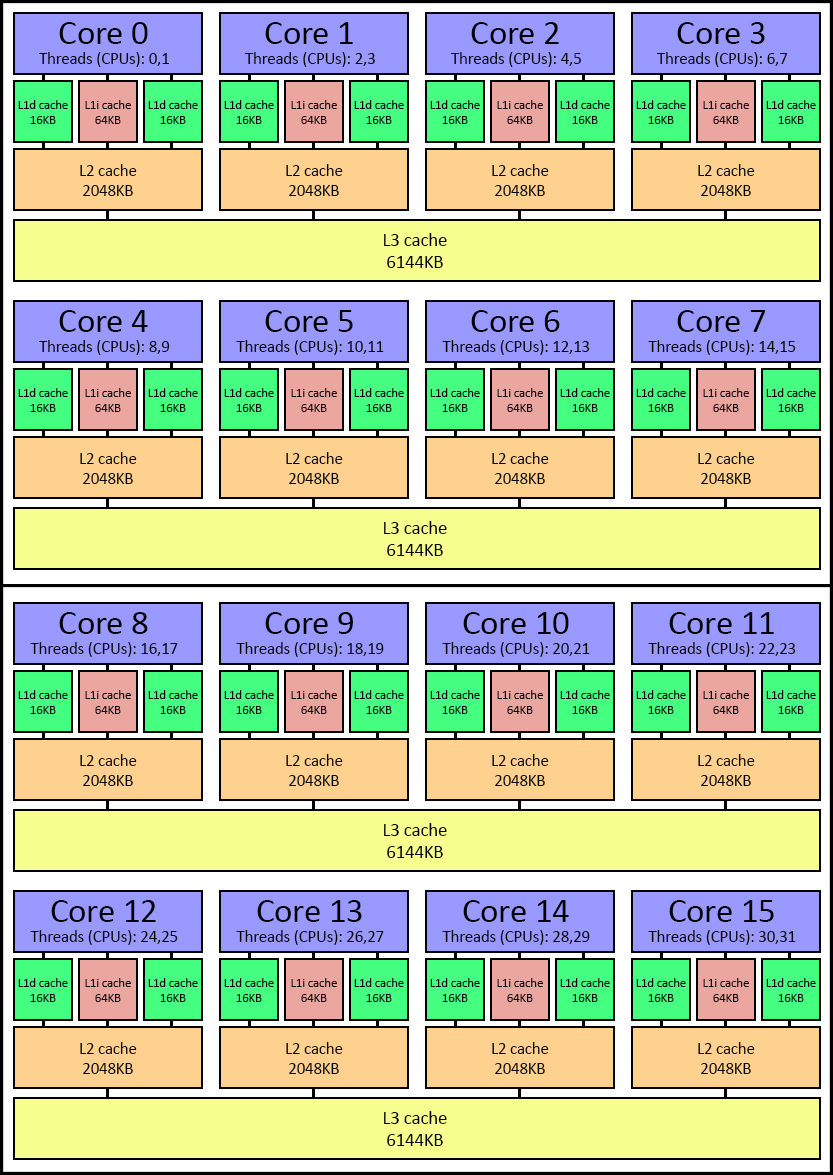 Core 0
Threads (CPUs): 0,1
L1d cache
16KB
L1i cache
64KB
L1d cache
16KB
L2 cache
2048KB
Core 1
Threads (CPUs): 2,3
L1d cache
16KB
L1i cache
64KB
L1d cache
16KB
L2 cache
2048KB
Core 2
Threads (CPUs): 4,5
L1d cache
16KB
L1i cache
64KB
L1d cache
16KB
L2 cache
2048KB
Core 3
Threads (CPUs): 6,7
L1d cache
16KB
L1i cache
64KB
L1d cache
16KB
L2 cache
2048KB
L3 cache
6144KB
Core 4
Threads (CPUs): 8,9
L1d cache
16KB
L1i cache
64KB
L1d cache
16KB
L2 cache
2048KB
Core 5
Threads (CPUs): 10,11
L1d cache
16KB
L1i cache
64KB
L1d cache
16KB
L2 cache
2048KB
Core 6
Threads (CPUs): 12,13
L1d cache
16KB
L1i cache
64KB
L1d cache
16KB
L2 cache
2048KB
Core 7
Threads (CPUs): 14,15
L1d cache
16KB
L1i cache
64KB
L1d cache
16KB
L2 cache
2048KB
L3 cache
6144KB
Core 8
Threads (CPUs): 16,17
L1d cache
16KB
L1i cache
64KB
L1d cache
16KB
L2 cache
2048KB
Core 9
Threads (CPUs): 18,19
L1d cache
16KB
L1i cache
64KB
L1d cache
16KB
L2 cache
2048KB
Core 10
Threads (CPUs): 20,21
L1d cache
16KB
L1i cache
64KB
L1d cache
16KB
L2 cache
2048KB
Core 11
Threads (CPUs): 22,23
L1d cache
16KB
L1i cache
64KB
L1d cache
16KB
L2 cache
2048KB
L3 cache
6144KB
Core 12
Threads (CPUs): 24,25
L1d cache
16KB
L1i cache
64KB
L1d cache
16KB
L2 cache
2048KB
Core 13
Threads (CPUs): 26,27
L1d cache
16KB
L1i cache
64KB
L1d cache
16KB
L2 cache
2048KB
Core 14
Threads (CPUs): 28,29
L1d cache
16KB
L1i cache
64KB
L1d cache
16KB
L2 cache
2048KB
Core 15
Threads (CPUs): 30,31
L1d cache
16KB
L1i cache
64KB
L1d cache
16KB
L2 cache
2048KB
L3 cache
6144KB